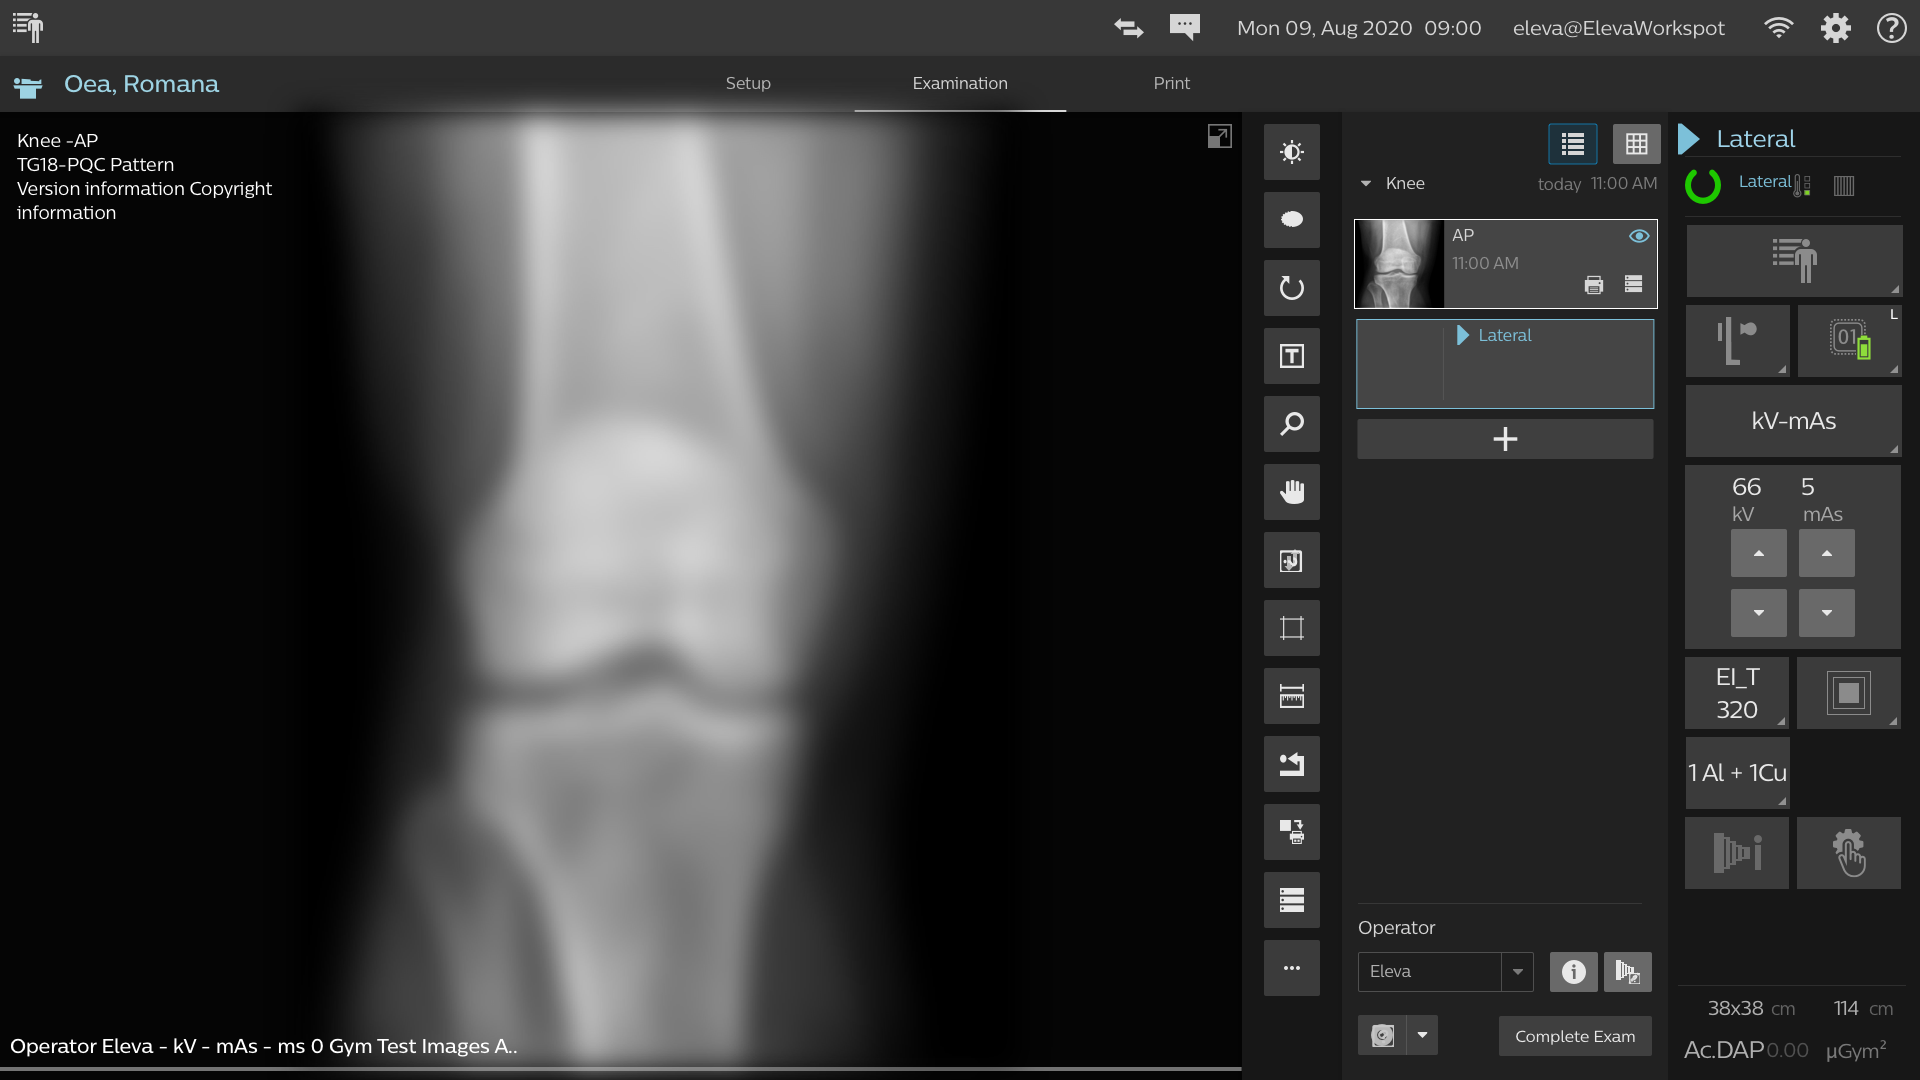 Mon 09, Aug 2020 09:00 eleva@ElevaWorkspot
Oea, Romana
Setup Examination Print
Knee -AP
TG18-PQC Pattern
Version information Copyright
information
Operator Eleva - kV - mAs - ms 0 Gym Test Images A..
Knee today 11:00 AM
AP
11:00 AM
Lateral
Operator
Eleva
Complete Exam
Lateral
Lateral
01 L
kV-mAs
66 5
kV mAs
EI_T
320
1 Al + 1Cu
38x38 cm 114 cm
Ac.DAP 0.00 µGym²